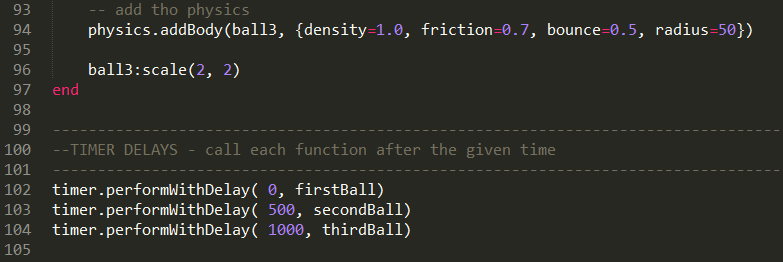 93 -- add tho physics
94 physics.addBody(ball3, {density=1.0, friction=0.7, bounce=0.5, radius=50})
95
96 ball3:scale(2, 2)
97 end
98
99 --------------------------------------------------------------------------------
100 --TIMER DELAYS - call each function after the given time
101 --------------------------------------------------------------------------------
102 timer.performWithDelay( 0, firstBall)
103 timer.performWithDelay( 500, secondBall)
104 timer.performWithDelay( 1000, thirdBall)
105